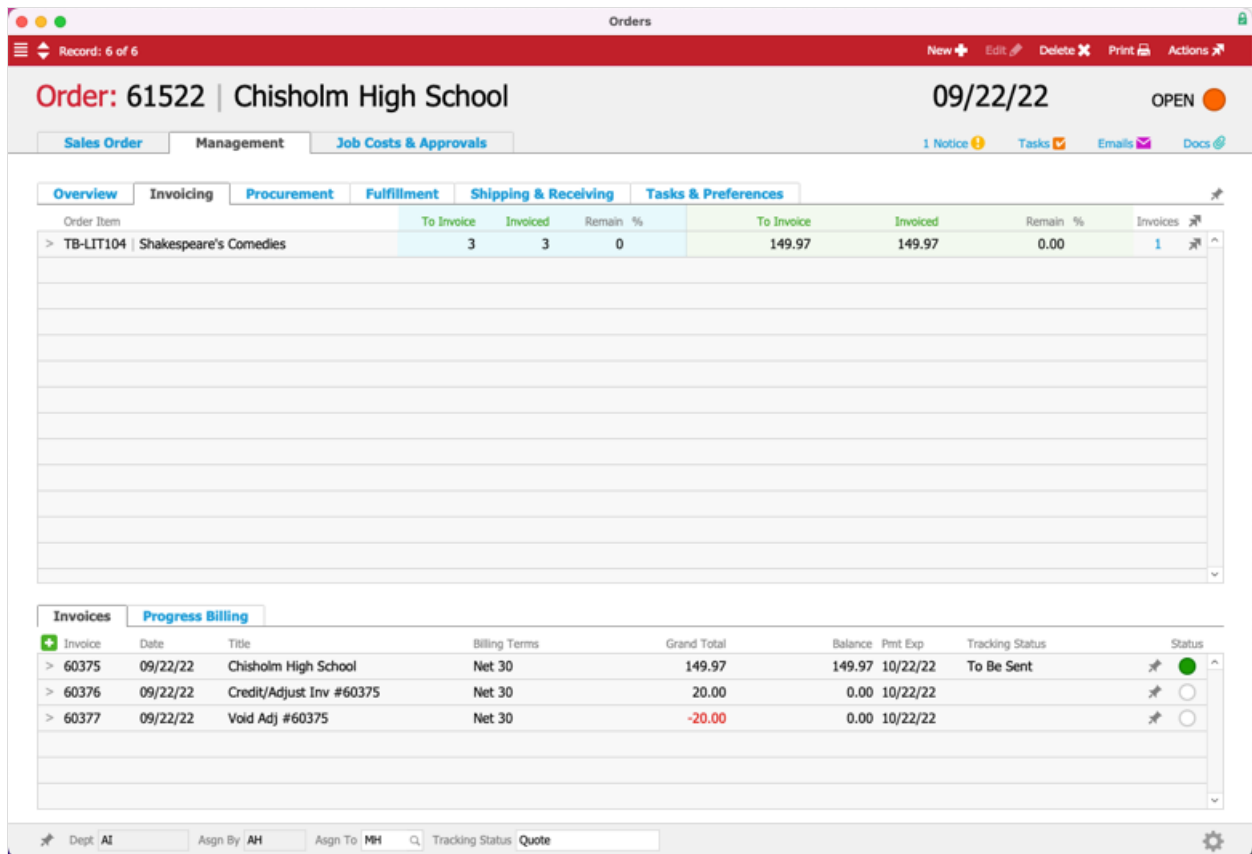 Orders
Record: 6 of 6 New Edit Delete Print Actions
Order: 61522 | Chisholm High School 09/22/22 OPEN
Sales Order Management Job Costs & Approvals 1 Notice Tasks Emails Docs
Overview Invoicing Procurement Fulfillment Shipping & Receiving Tasks & Preferences
Order Item To Invoice Invoiced Remain % To Invoice Invoiced Remain % Invoices
> TB-LIT104 | Shakespeare's Comedies 3 3 0 149.97 149.97 0.00 1
Invoices Progress Billing
Invoice Date Title Billing Terms Grand Total Balance Pmt Exp Tracking Status Status
> 60375 09/22/22 Chisholm High School Net 30 149.97 149.97 10/22/22 To Be Sent
> 60376 09/22/22 Credit/Adjust Inv #60375 Net 30 20.00 0.00 10/22/22
> 60377 09/22/22 Void Adj #60375 Net 30 -20.00 0.00 10/22/22
Dept AI Asgn By AH Asgn To MH Tracking Status Quote